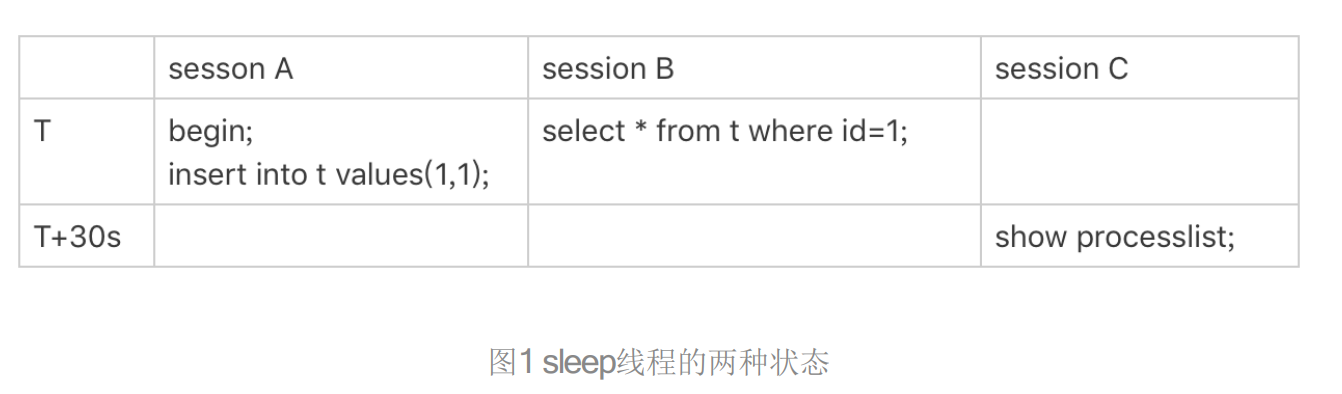 sesson A session B session C
T begin; select * from t where id=1;
insert into t values(1,1);
T+30s show processlist;
图1 sleep线程的两种状态